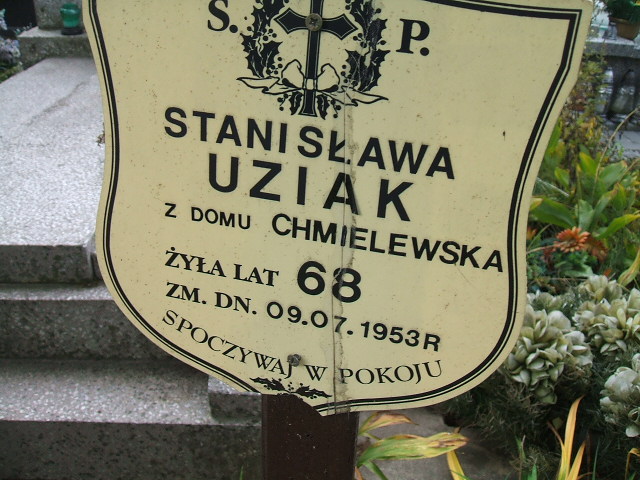 Ś. P.
STANISŁAWA
UZIAK
Z DOMU CHMIELEWSKA
ŻYŁA LAT 68
ZM. DN. 09.07.1953R
SPOCZYWAJ W POKOJU